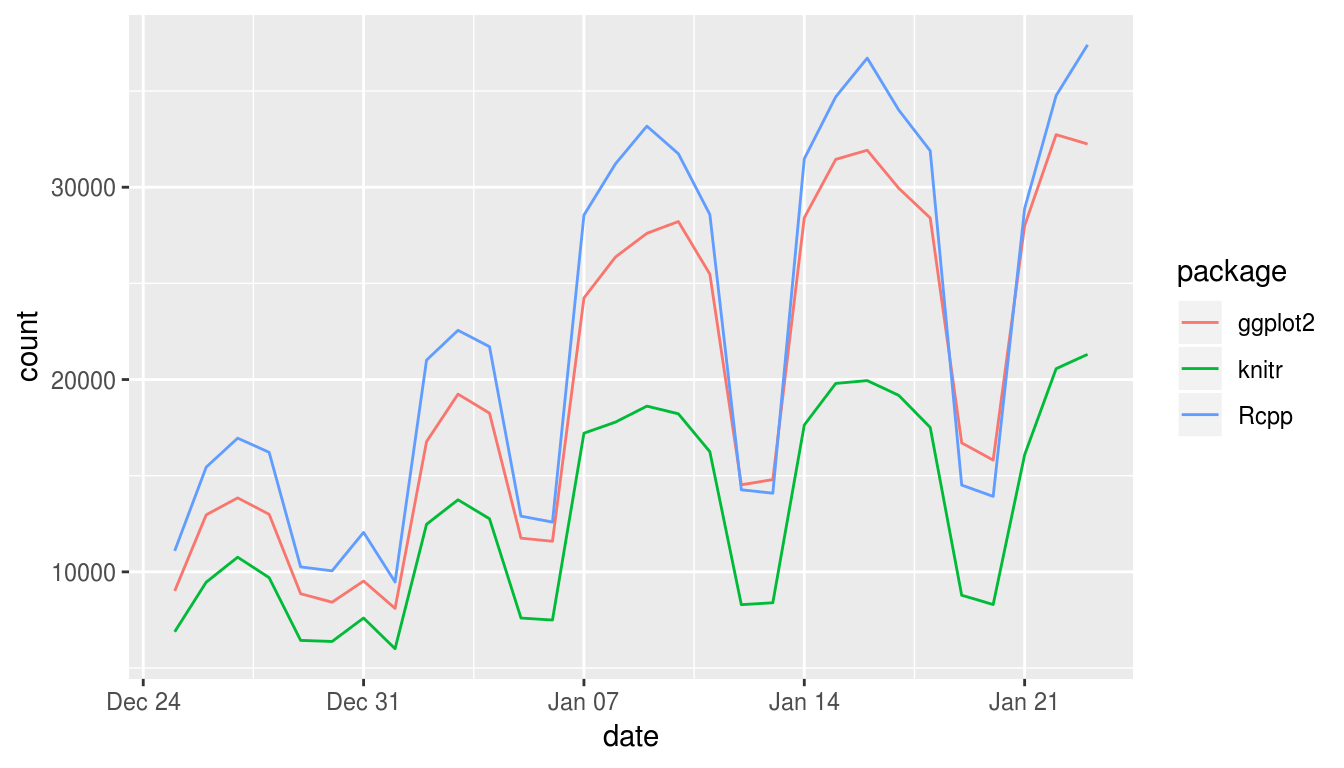 30000
20000
10000
count
Dec 24
Dec 31
Jan 07
Jan 14
Jan 21
date
package
ggplot2
knitr
Rcpp